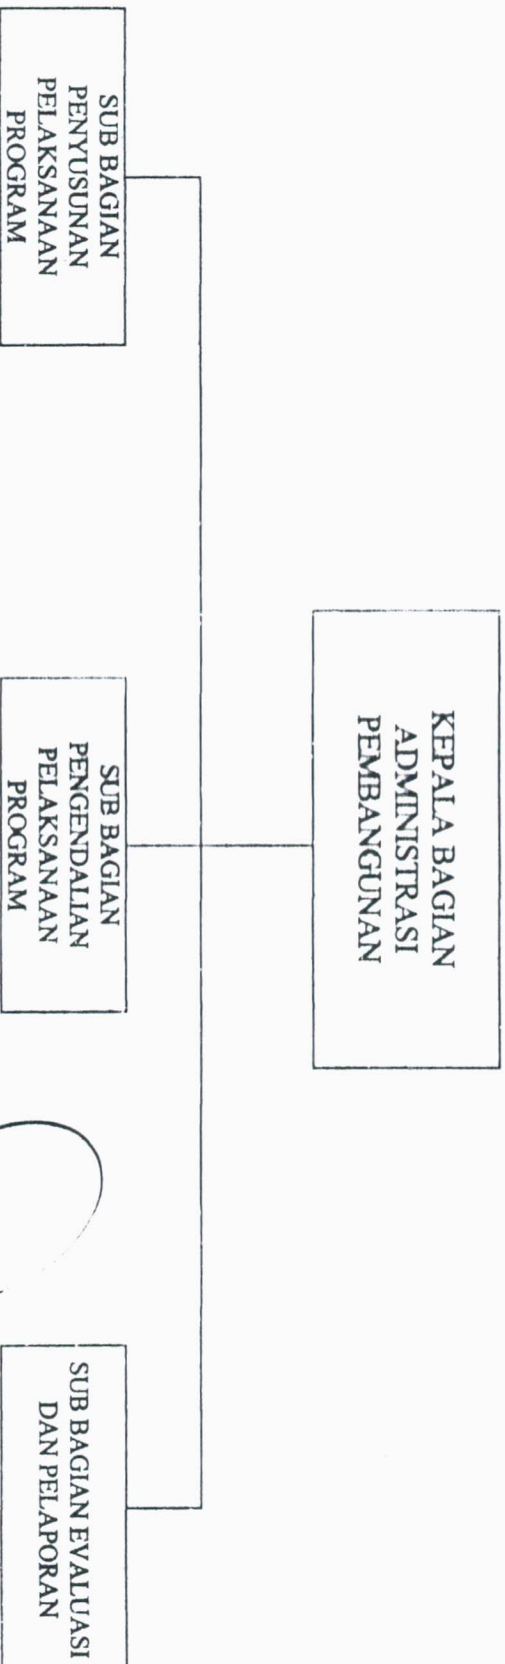 KEPALA BAGIAN
ADMINISTRASI
PEMBANGUNAN
SUB BAGIAN
PENYUSUNAN
PELAKSANAAN
PROGRAM
SUB BAGIAN
PENGENDALIAN
PELAKSANAAN
PROGRAM
SUB BAGIAN EVALUASI
DAN PELAPORAN